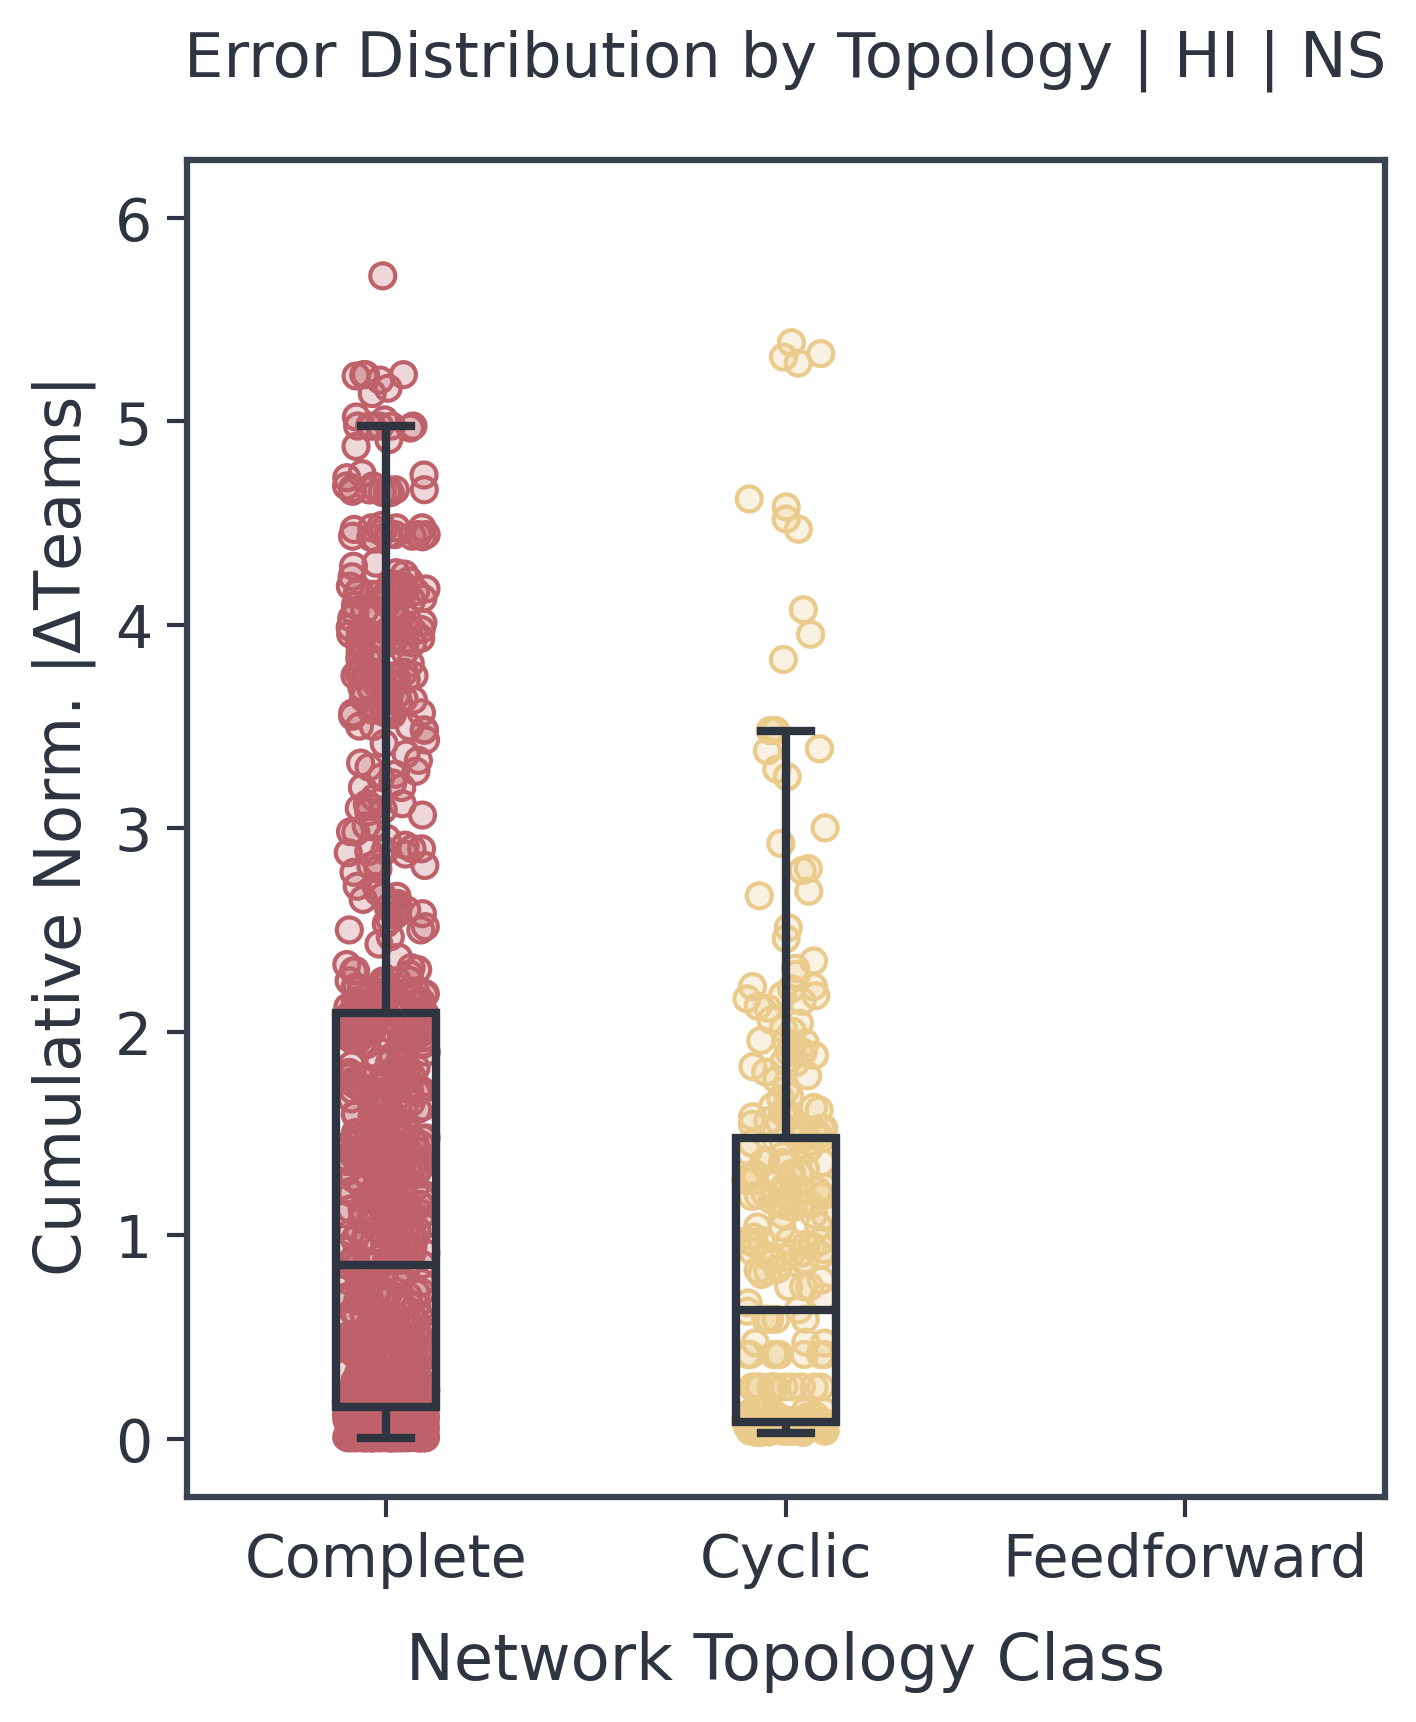 Error Distribution by Topology | HI | NS
Cumulative Norm. |ΔTeams|
6
5
4
3
2
1
0
Complete
Cyclic
Feedforward
Network Topology Class